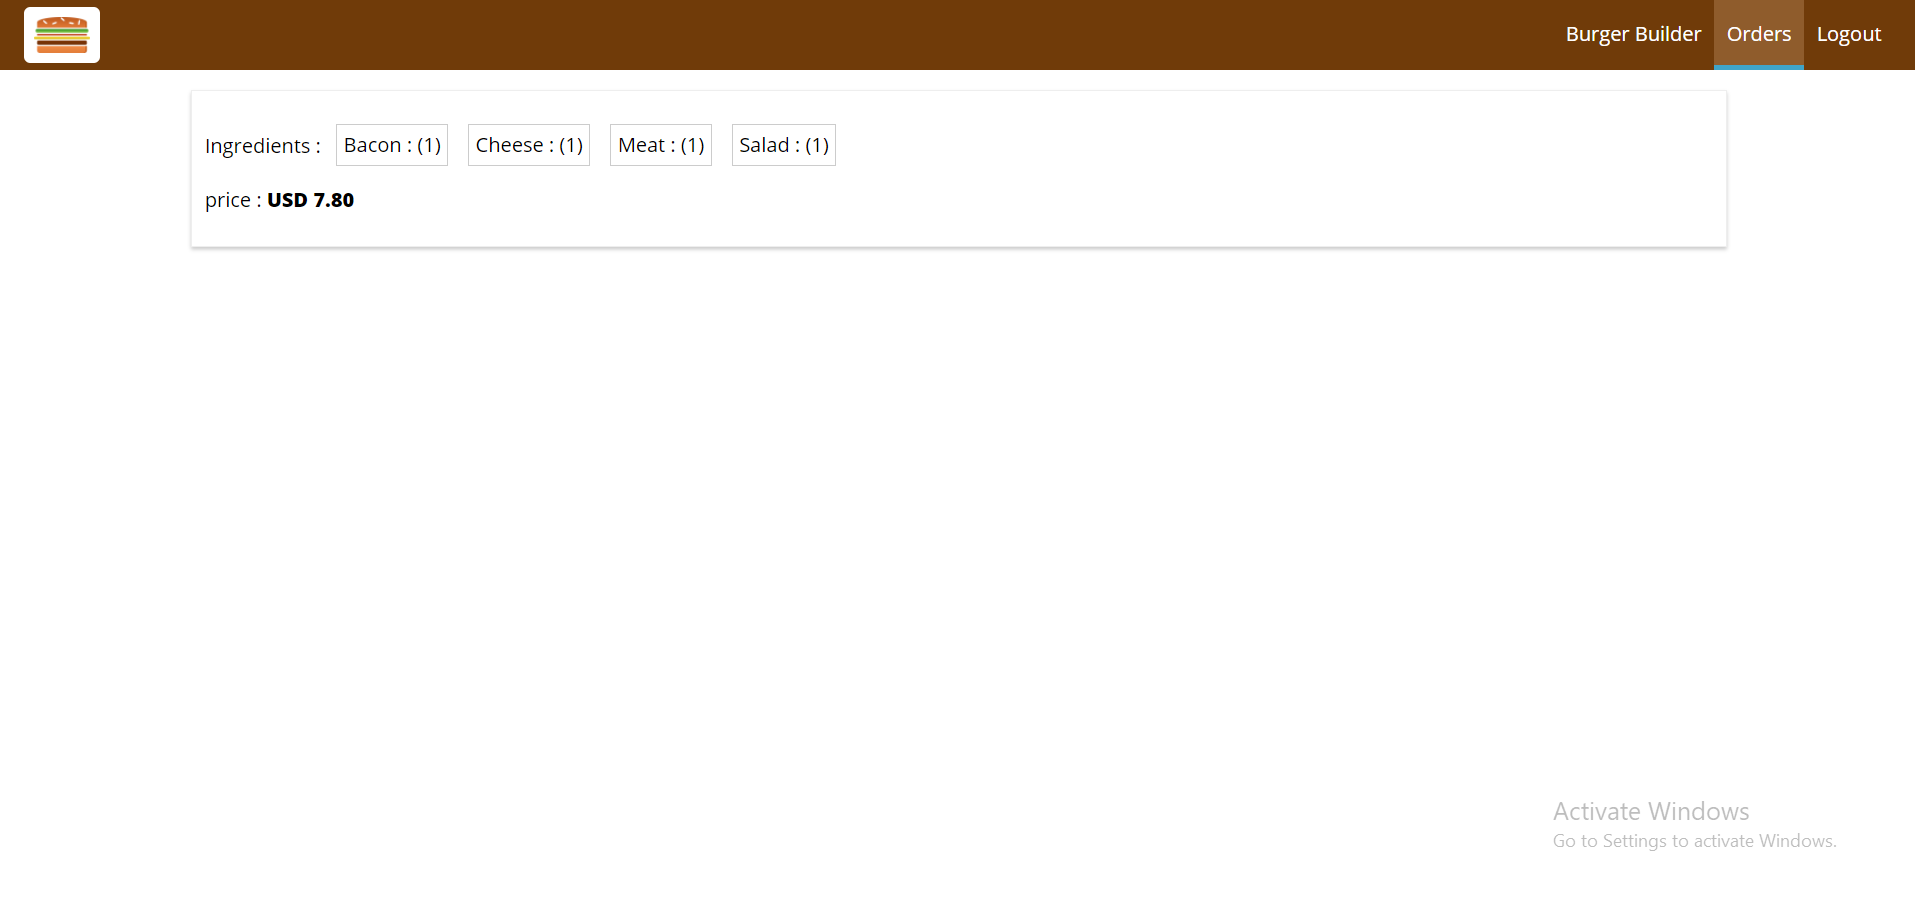 Burger Builder Orders Logout
Ingredients : Bacon : (1) Cheese : (1) Meat : (1) Salad : (1)
price : USD 7.80
Activate Windows
Go to Settings to activate Windows.